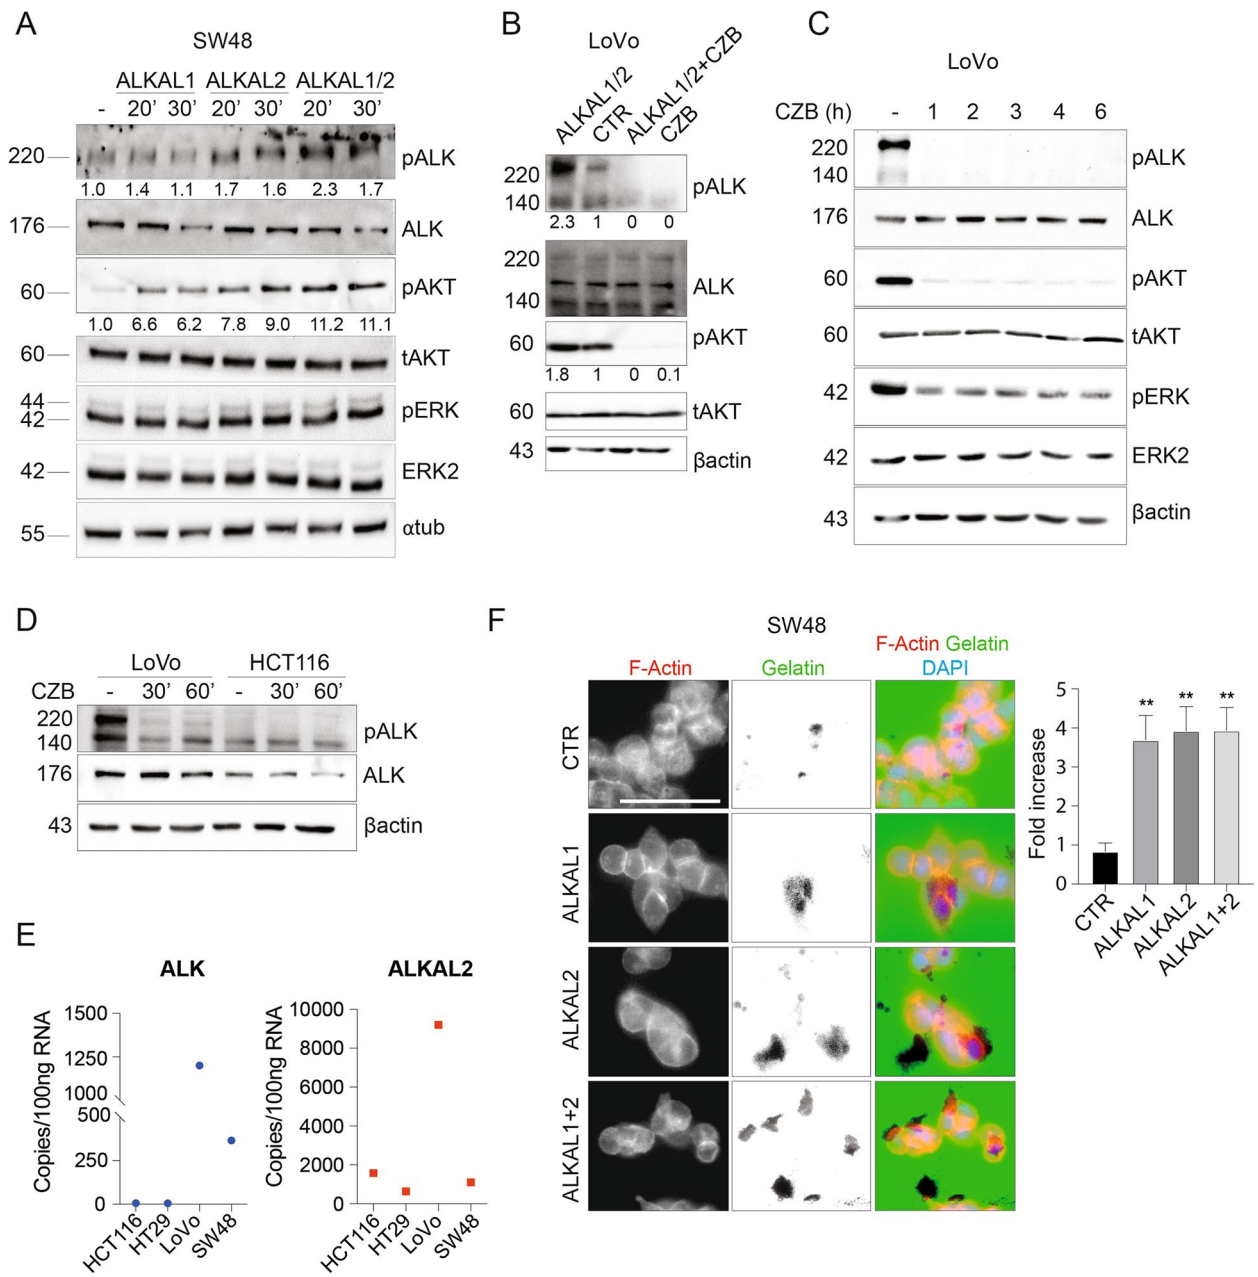 A
SW48
ALKAL1 ALKAL2 ALKAL1/2
- 20' 30' 20' 30' 20' 30'
220 pALK
1.0 1.4 1.1 1.7 1.6 2.3 1.7
176 ALK
60 pAKT
1.0 6.6 6.2 7.8 9.0 11.2 11.1
60 tAKT
44
42 pERK
42 ERK2
55 αtub
B
LoVo
ALKAL1/2
CTR
ALKAL1/2+CZB
CZB
220
140 pALK
2.3 1 0 0
220
140 ALK
60 pAKT
1.8 1 0 0.1
60 tAKT
43 βactin
C
LoVo
CZB (h) - 1 2 3 4 6
220
140 pALK
176 ALK
60 pAKT
60 tAKT
42 pERK
42 ERK2
43 βactin
D
LoVo HCT116
CZB - 30' 60' - 30' 60'
220
140 pALK
176 ALK
43 βactin
E
ALK
Copies/100ng RNA
1500
1250
1000
500
250
0
HCT116
HT29
LoVo
SW48
ALKAL2
Copies/100ng RNA
10000
8000
6000
4000
2000
0
HCT116
HT29
LoVo
SW48
F
SW48
F-Actin Gelatin F-Actin Gelatin
DAPI
CTR
ALKAL1
ALKAL2
ALKAL1+2
Fold increase
5
4
3
2
1
0
** ** **
CTR
ALKAL1
ALKAL2
ALKAL1+2